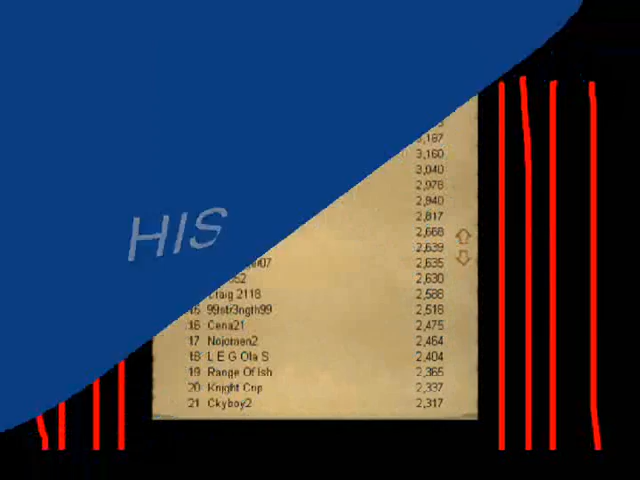 3,187
3,160
3,040
2,978
2,940
2,817
HIS 2,668
2,639
2,635
2,630
Craig 2118 2,588
15 99str3ngth99 2,518
16 Cena21 2,475
17 Nojomen2 2,464
18 L E G Ola S 2,404
19 Range Of Ish 2,365
20 Knight Crip 2,337
21 Ckyboy2 2,317